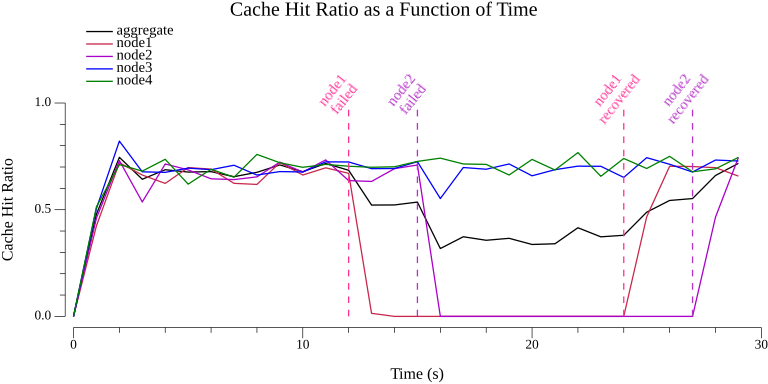 Cache Hit Ratio as a Function of Time
aggregate
node1
node2
node3
node4
node1
failed
node2
failed
node1
recovered
node2
recovered
1.0
0.5
0.0
Cache Hit Ratio
0
10
20
30
Time (s)